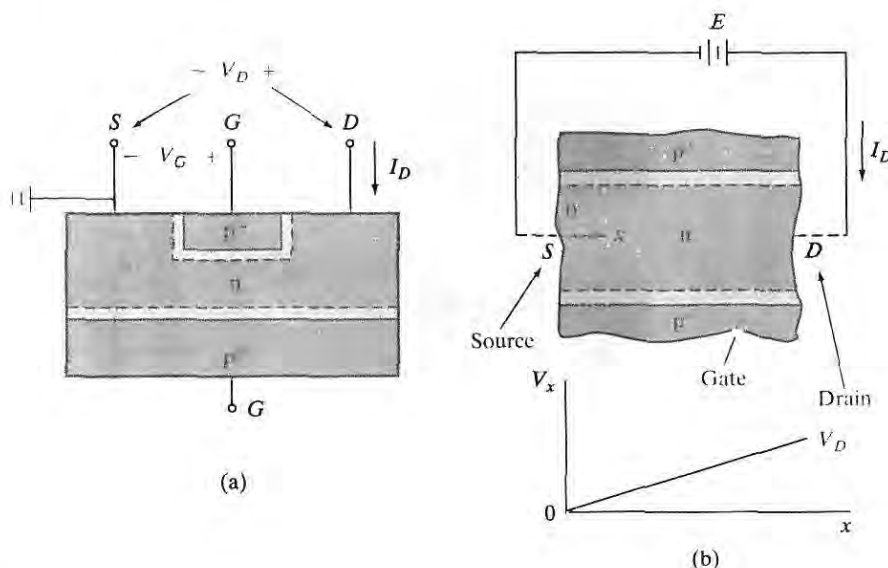 − V_D +
S G D
− V_G +
I_D
n
G
(a)
E
I_D
n
S x D
Source
Gate
Drain
V_x
V_D
0
x
(b)